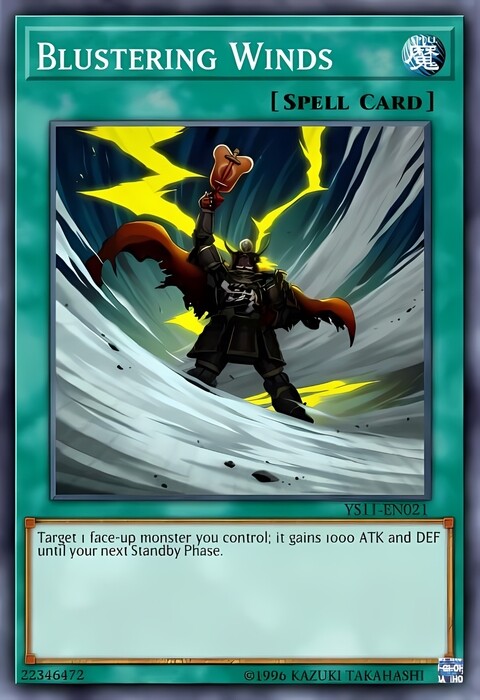 Blustering Winds
[Spell Card]
YS11-EN021
Target 1 face-up monster you control; it gains 1000 ATK and DEF
until your next Standby Phase.
22346472
©1996 KAZUKI TAKAHASHI